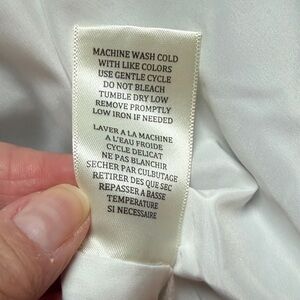 MACHINE WASH COLD
WITH LIKE COLORS
USE GENTLE CYCLE
DO NOT BLEACH
TUMBLE DRY LOW
REMOVE PROMPTLY
LOW IRON IF NEEDED
LAVER A LA MACHINE
A L'EAU FROIDE
CYCLE DELICAT
NE PAS BLANCHIR
SECHER PAR CULBUTAGE
RETIRER DES QUE SEC
REPASSER A BASSE
TEMPERATURE
SI NECESSAIRE